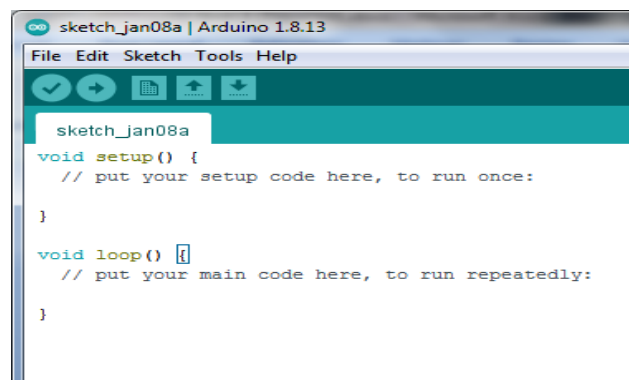 sketch_jan08a | Arduino 1.8.13
File Edit Sketch Tools Help
sketch_jan08a
void setup() {
// put your setup code here, to run once:
}
void loop() {
// put your main code here, to run repeatedly:
}